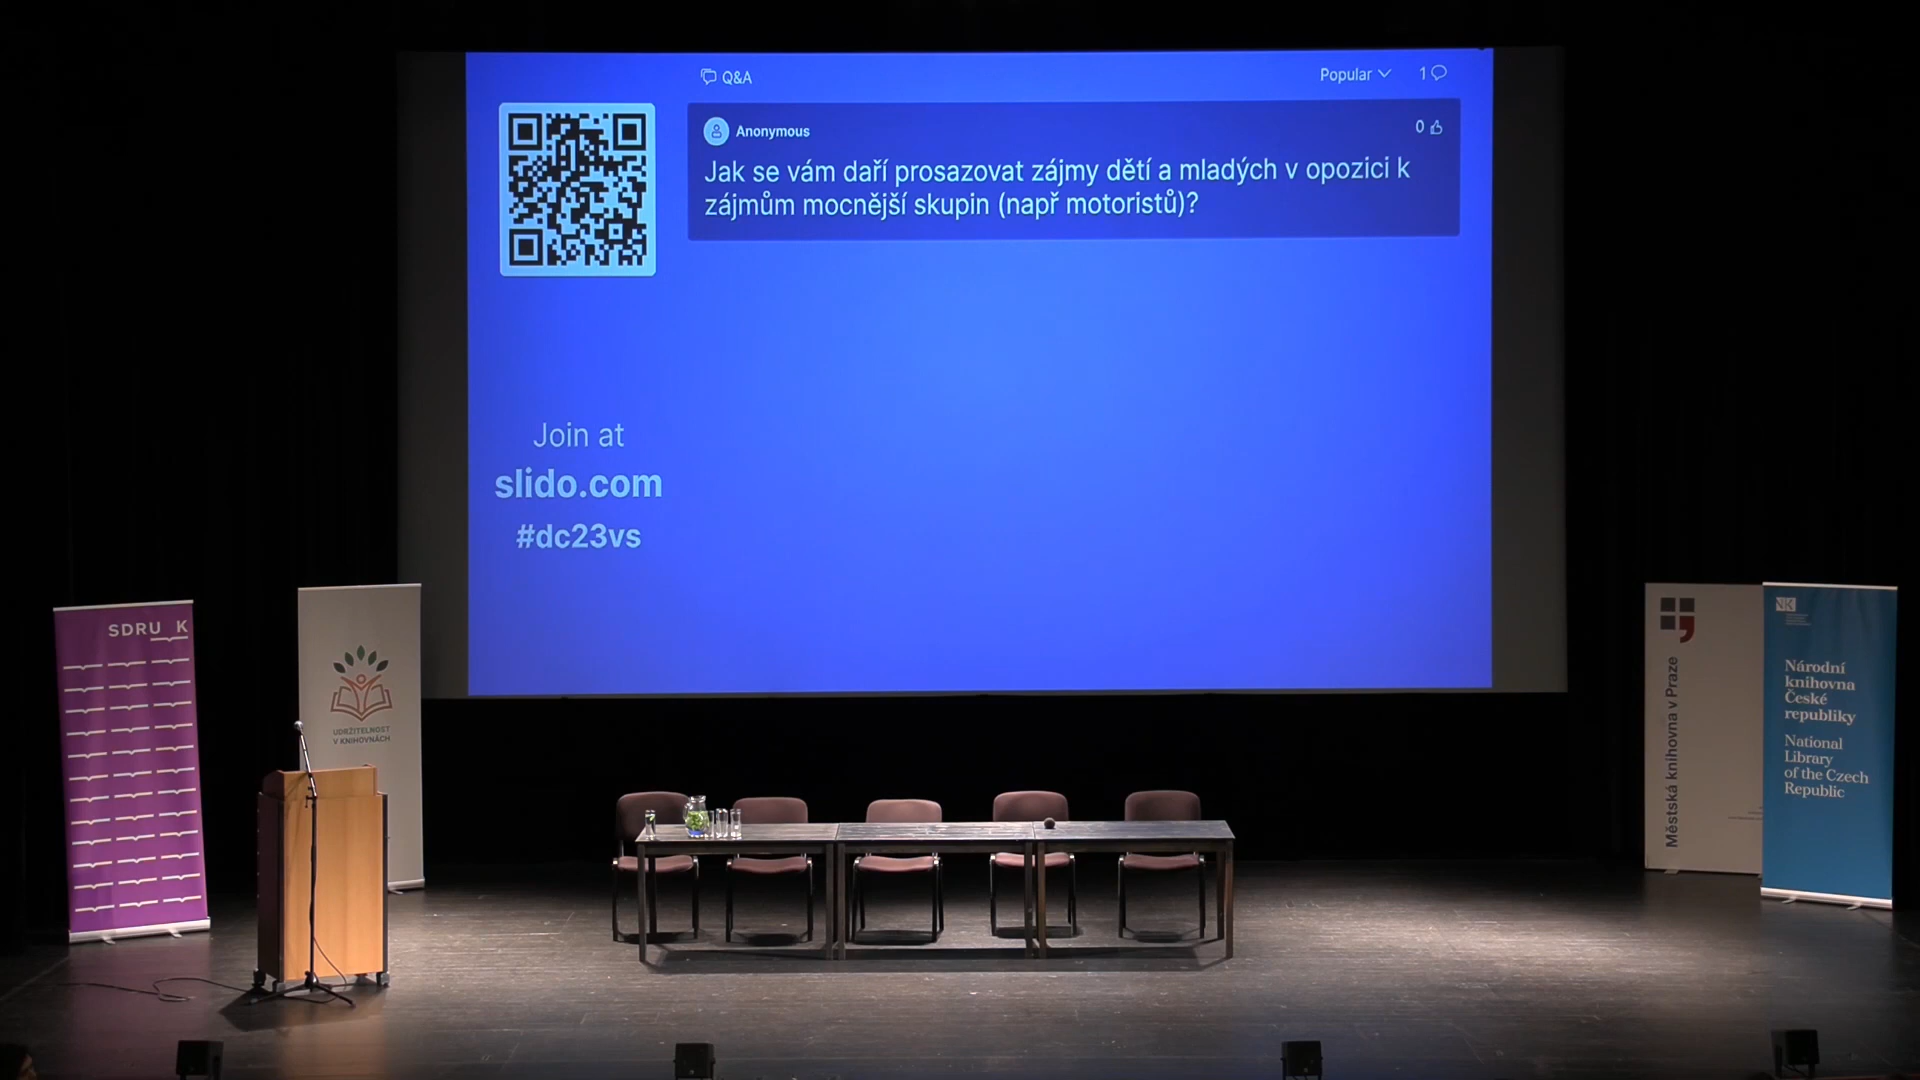 Q&A
Popular
1
Anonymous
0
Jak se vám daří prosazovat zájmy dětí a mladých v opozici k
zájmům mocnější skupin (např motoristů)?
Join at
slido.com
#dc23vs
SDRU_K
UDRŽITELNOST
V KNIHOVNÁCH
Městská knihovna v Praze
NK
Národní
knihovna
České
republiky
National
Library
of the Czech
Republic